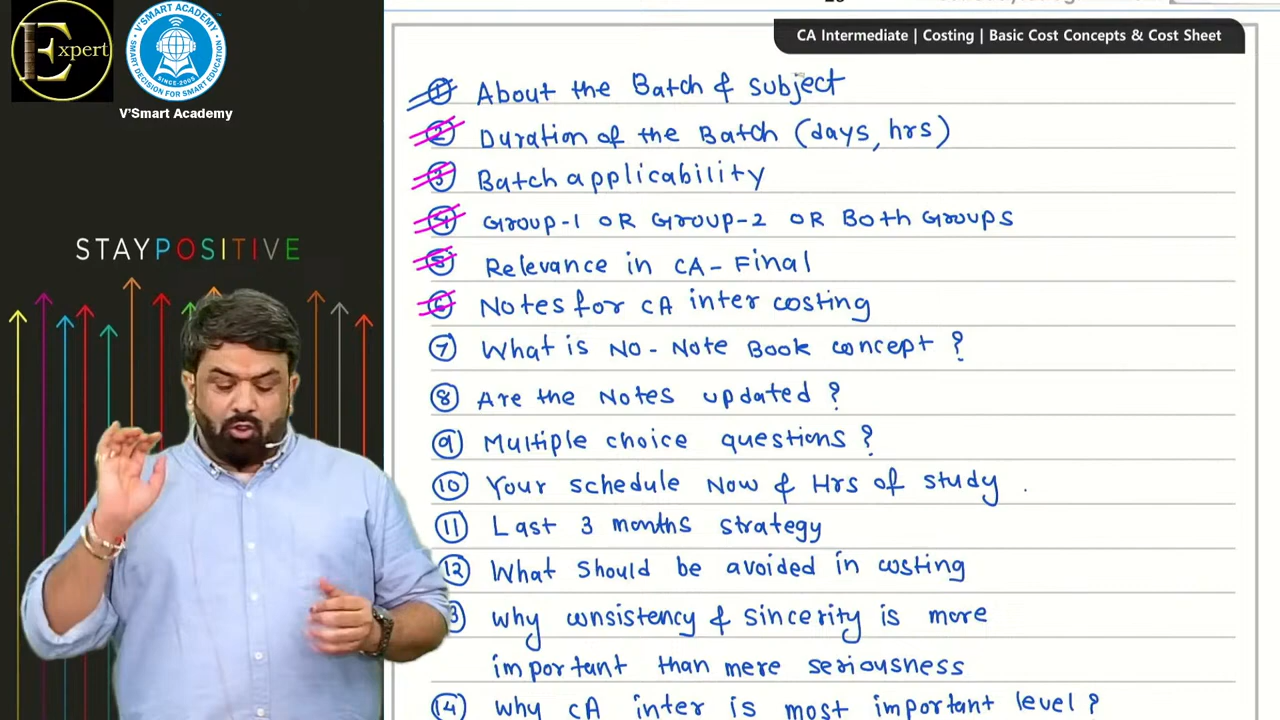 Expert
V'SMART ACADEMY
SMART DECISION FOR SMART EDUCATION
SINCE-2005
V'Smart Academy
CA Intermediate | Costing | Basic Cost Concepts & Cost Sheet
STAYPOSITIVE
① About the Batch & subject
② Duration of the Batch (days, hrs)
③ Batch applicability
④ Group-1 OR Group-2 OR Both Groups
⑤ Relevance in CA-Final
⑥ Notes for CA inter costing
⑦ What is No-Note Book concept ?
⑧ Are the Notes updated ?
⑨ Multiple choice questions ?
⑩ Your schedule Now & Hrs of study .
⑪ Last 3 months strategy
⑫ What should be avoided in costing
3 why consistency & sincerity is more
important than mere seriousness
⑭ why CA inter is most important level ?